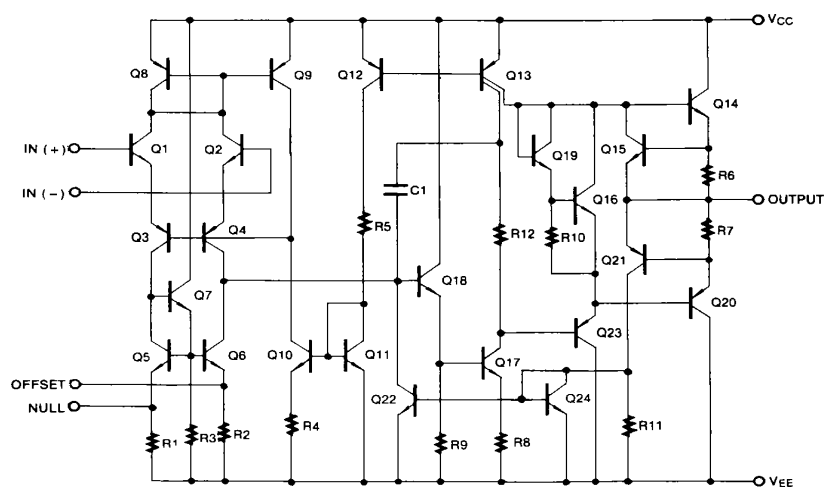 VCC
Q8
Q9
Q12
Q13
Q14
IN (+)
Q1
Q2
Q15
Q19
IN (−)
C1
R6
Q16
OUTPUT
Q3
Q4
R5
R12
R10
R7
Q21
Q7
Q18
Q20
Q23
Q5
Q6
Q10
Q11
Q17
OFFSET
Q22
Q24
NULL
R1
R3
R2
R4
R9
R8
R11
VEE